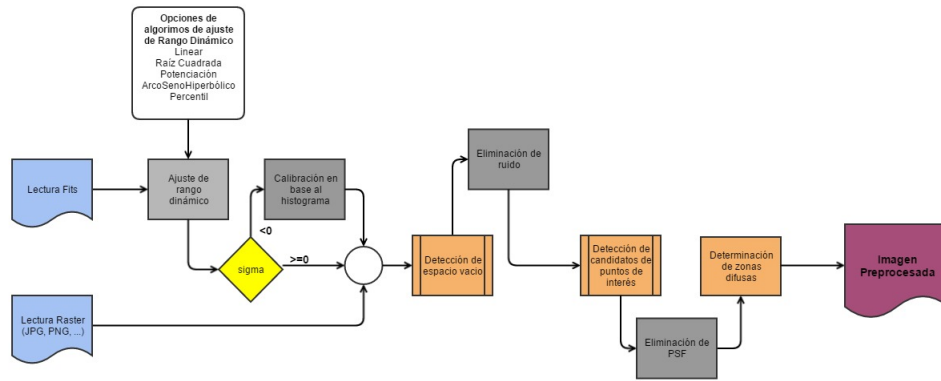 Opciones de
algorimos de ajuste
de Rango Dinámico
Linear
Raíz Cuadrada
Potenciación
ArcoSenoHiperbólico
Percentil
Lectura Fits
Ajuste de
rango
dinámico
Calibración en
base al
histograma
<0
sigma
>=0
Lectura Raster
(JPG, PNG, ...)
Detección de
espacio vacio
Eliminación de
ruido
Detección de
candidatos de
puntos de
interés
Eliminación de
PSF
Determinación
de zonas
difusas
Imagen
Preprocesada